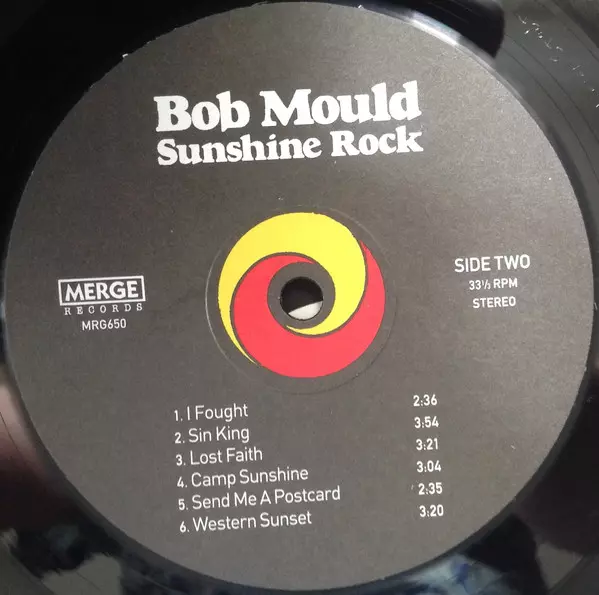 Bob Mould
Sunshine Rock
MERGE
RECORDS
MRG650
SIDE TWO
33⅓ RPM
STEREO
1. I Fought 2:36
2. Sin King 3:54
3. Lost Faith 3:21
4. Camp Sunshine 3:04
5. Send Me A Postcard 2:35
6. Western Sunset 3:20